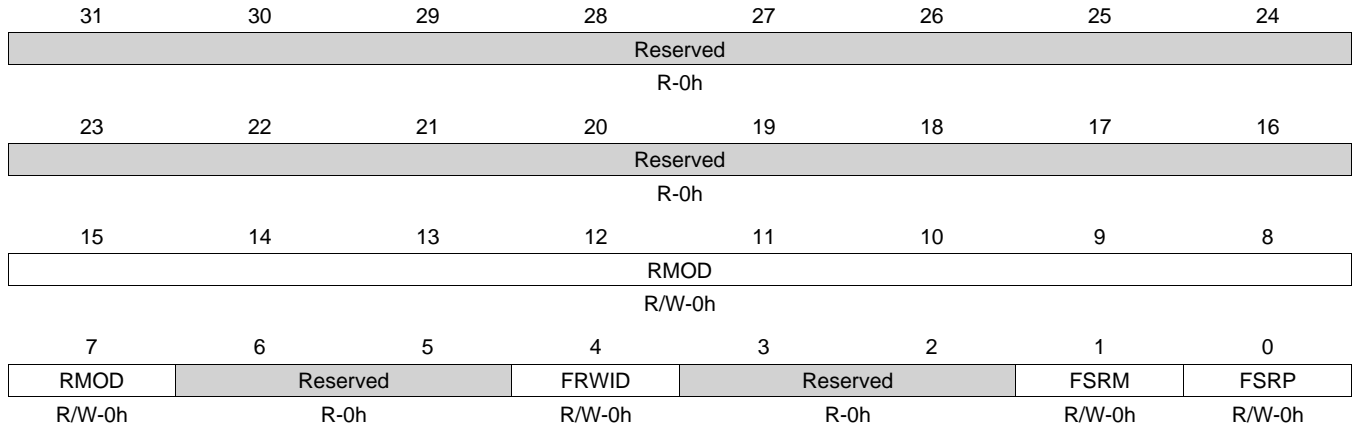 31 30 29 28 27 26 25 24
Reserved
R-0h
23 22 21 20 19 18 17 16
Reserved
R-0h
15 14 13 12 11 10 9 8
RMOD
R/W-0h
7 6 5 4 3 2 1 0
RMOD Reserved FRWID Reserved FSRM FSRP
R/W-0h R-0h R/W-0h R-0h R/W-0h R/W-0h